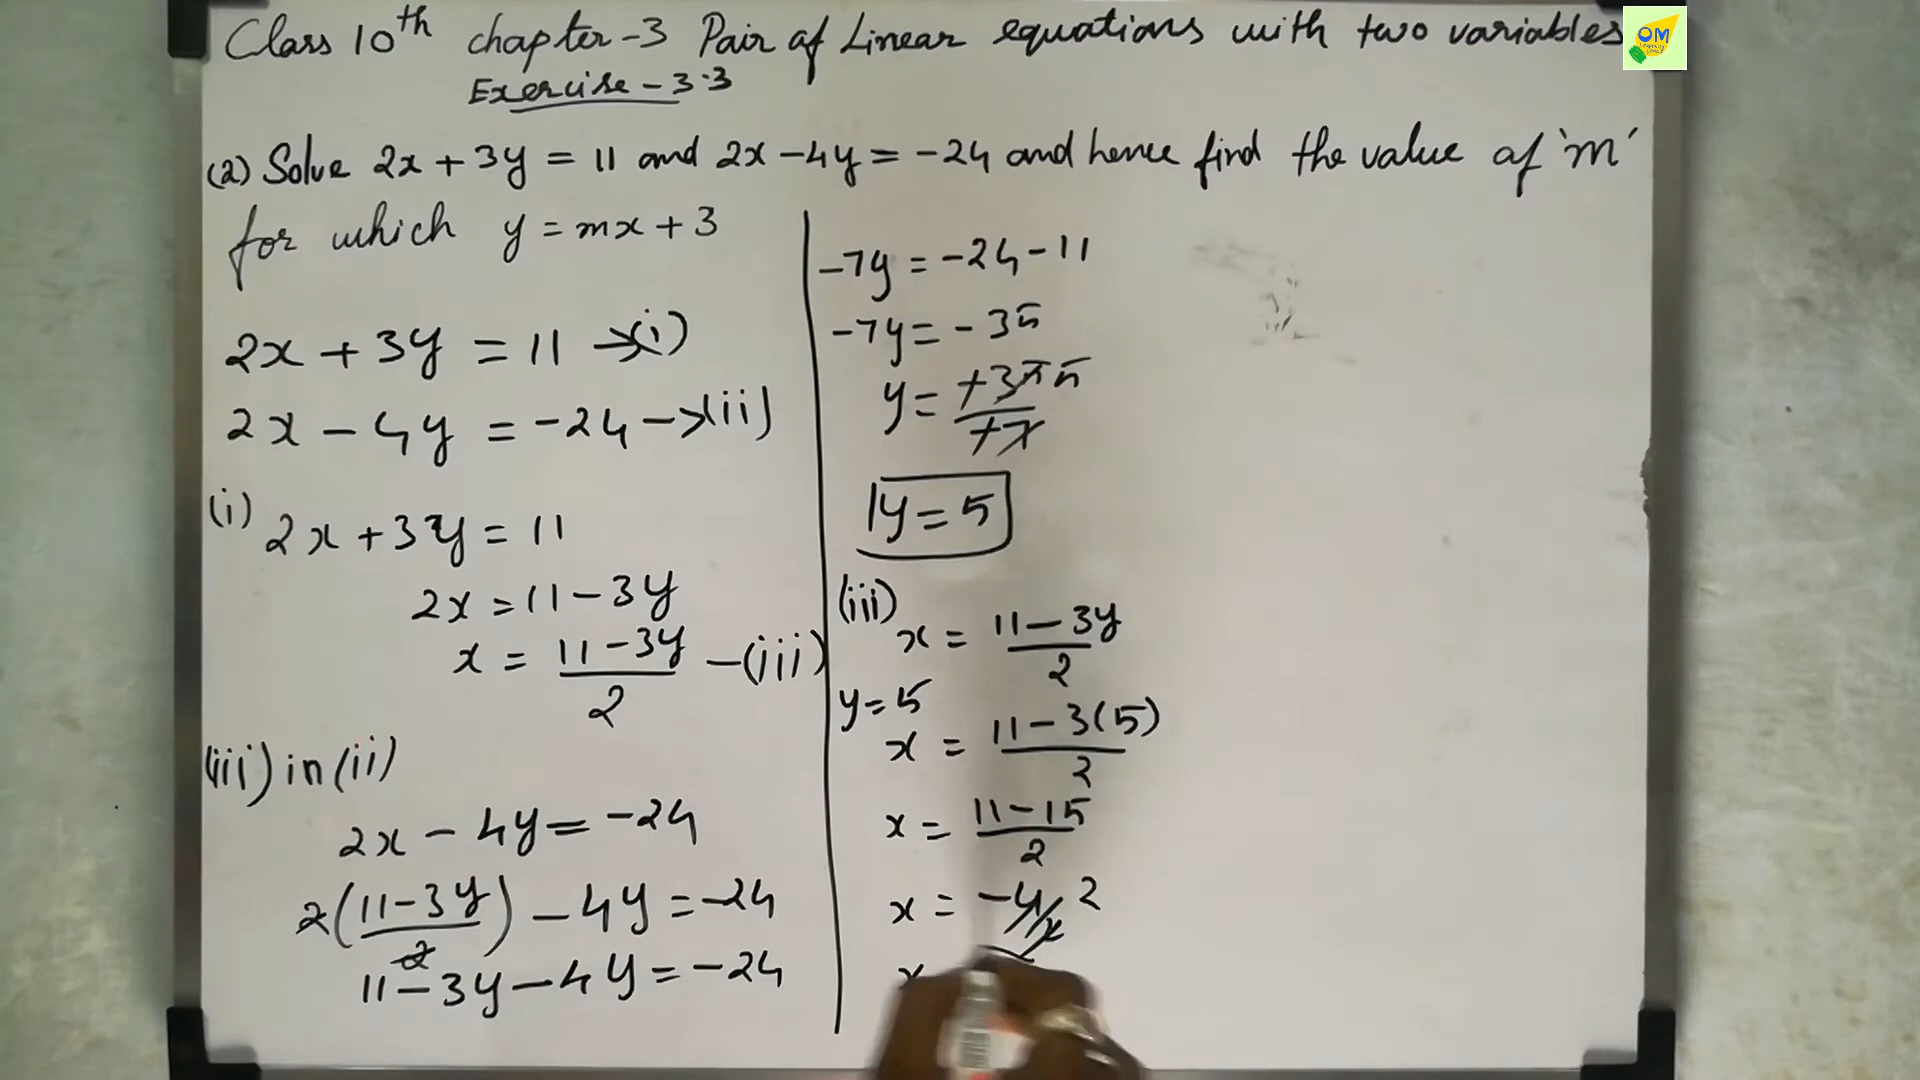 Class 10th chapter-3 Pair of Linear equations with two variables
OM
Exercise - 3.3
(2) Solve 2x + 3y = 11 and 2x - 4y = -24 and hence find the value of 'm'
for which y = mx + 3
2x + 3y = 11 →(i)
2x - 4y = -24 →(ii)
(i) 2x + 3y = 11
2x = 11 - 3y
x = 11 - 3y / 2 -(iii)
(iii) in (ii)
2x - 4y = -24
2(11 - 3y / 2) - 4y = -24
11 - 3y - 4y = -24
-7y = -24 - 11
-7y = -35
y = +35 5 / +7
y = 5
(iii) x = 11 - 3y / 2
y = 5
x = 11 - 3(5) / 2
x = 11 - 15 / 2
x = -4/2 2
x